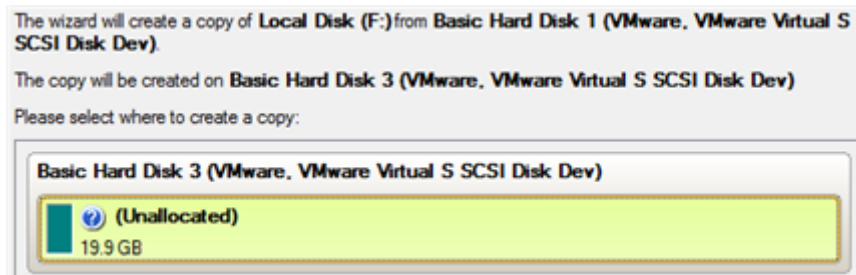 The wizard will create a copy of Local Disk (F:)from Basic Hard Disk 1 (VMware, VMware Virtual S
SCSI Disk Dev).
The copy will be created on Basic Hard Disk 3 (VMware, VMware Virtual S SCSI Disk Dev)
Please select where to create a copy:
Basic Hard Disk 3 (VMware, VMware Virtual S SCSI Disk Dev)
(Unallocated)
19.9 GB